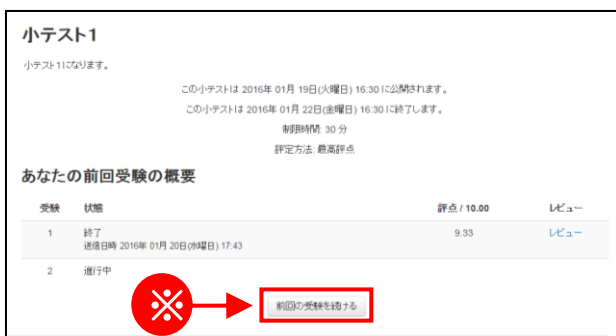 小テスト1
小テスト1になります。
この小テストは 2016年 01月 19日(火曜日) 16:30 に公開されます。
この小テストは 2016年 01月 22日(金曜日) 16:30 に終了します。
制限時間: 30 分
評定方法: 最高評点
あなたの前回受験の概要
受験 状態 評点 / 10.00 レビュー
1 終了 9.33 レビュー
送信日時 2016年 01月 20日(水曜日) 17:43
2 進行中
※ 前回の受験を続ける